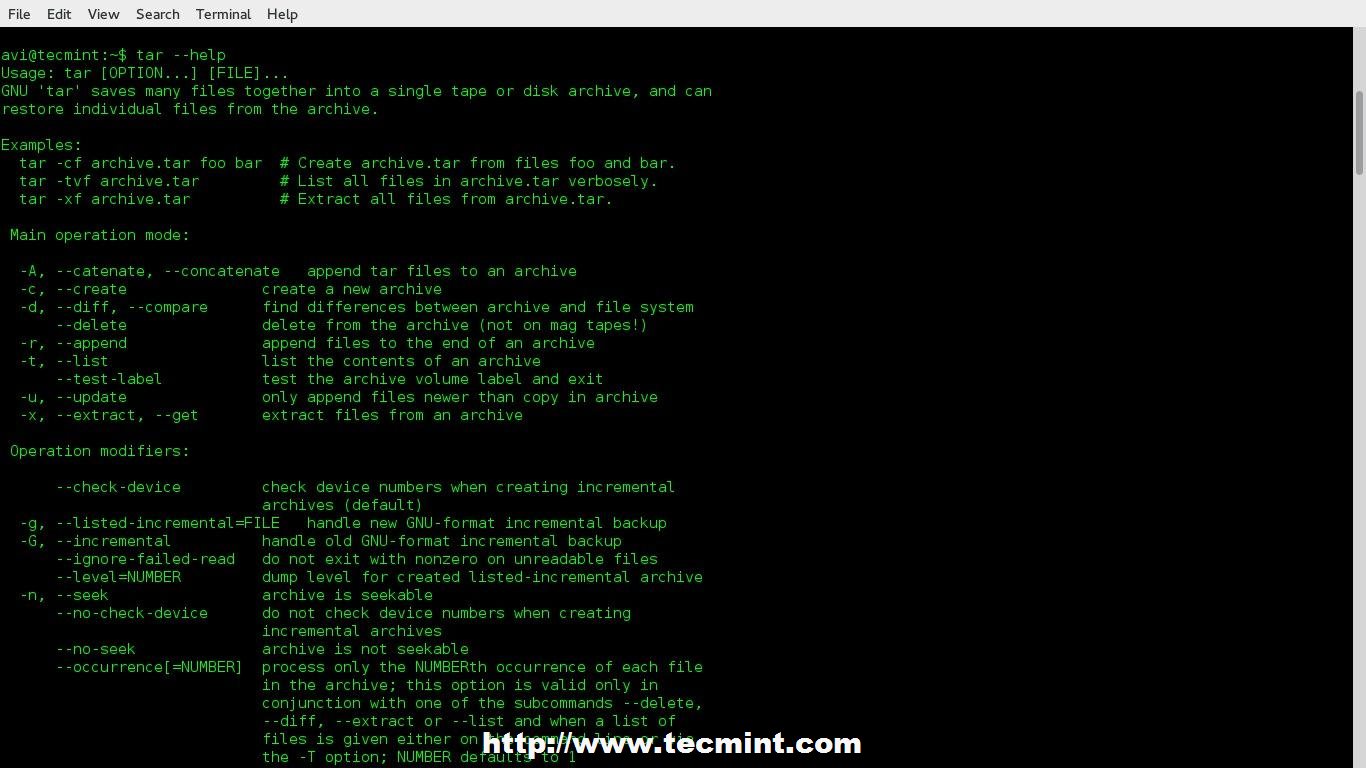 File Edit View Search Terminal Help
avi@tecmint:~$ tar --help
Usage: tar [OPTION...] [FILE]...
GNU 'tar' saves many files together into a single tape or disk archive, and can
restore individual files from the archive.
Examples:
tar -cf archive.tar foo bar # Create archive.tar from files foo and bar.
tar -tvf archive.tar # List all files in archive.tar verbosely.
tar -xf archive.tar # Extract all files from archive.tar.
Main operation mode:
-A, --catenate, --concatenate append tar files to an archive
-c, --create create a new archive
-d, --diff, --compare find differences between archive and file system
--delete delete from the archive (not on mag tapes!)
-r, --append append files to the end of an archive
-t, --list list the contents of an archive
--test-label test the archive volume label and exit
-u, --update only append files newer than copy in archive
-x, --extract, --get extract files from an archive
Operation modifiers:
--check-device check device numbers when creating incremental
archives (default)
-g, --listed-incremental=FILE handle new GNU-format incremental backup
-G, --incremental handle old GNU-format incremental backup
--ignore-failed-read do not exit with nonzero on unreadable files
--level=NUMBER dump level for created listed-incremental archive
-n, --seek archive is seekable
--no-check-device do not check device numbers when creating
incremental archives
--no-seek archive is not seekable
--occurrence[=NUMBER] process only the NUMBERth occurrence of each file
in the archive; this option is valid only in
conjunction with one of the subcommands --delete,
--diff, --extract or --list and when a list of
files is given either on
http://www.tecmint.com
the -T option; NUMBER defaults to 1